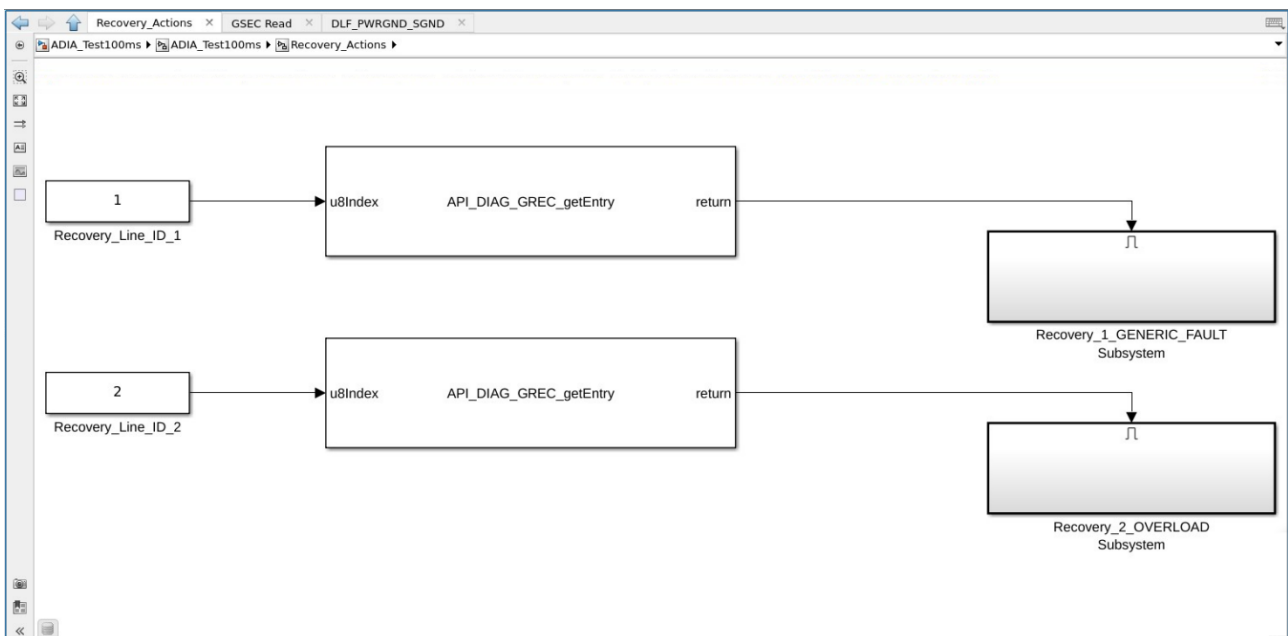 Recovery_Actions × GSEC Read × DLF_PWRGND_SGND ×
ADIA_Test100ms ADIA_Test100ms Recovery_Actions
1
u8Index API_DIAG_GREC_getEntry return
Recovery_Line_ID_1
Recovery_1_GENERIC_FAULT
Subsystem
2
u8Index API_DIAG_GREC_getEntry return
Recovery_Line_ID_2
Recovery_2_OVERLOAD
Subsystem